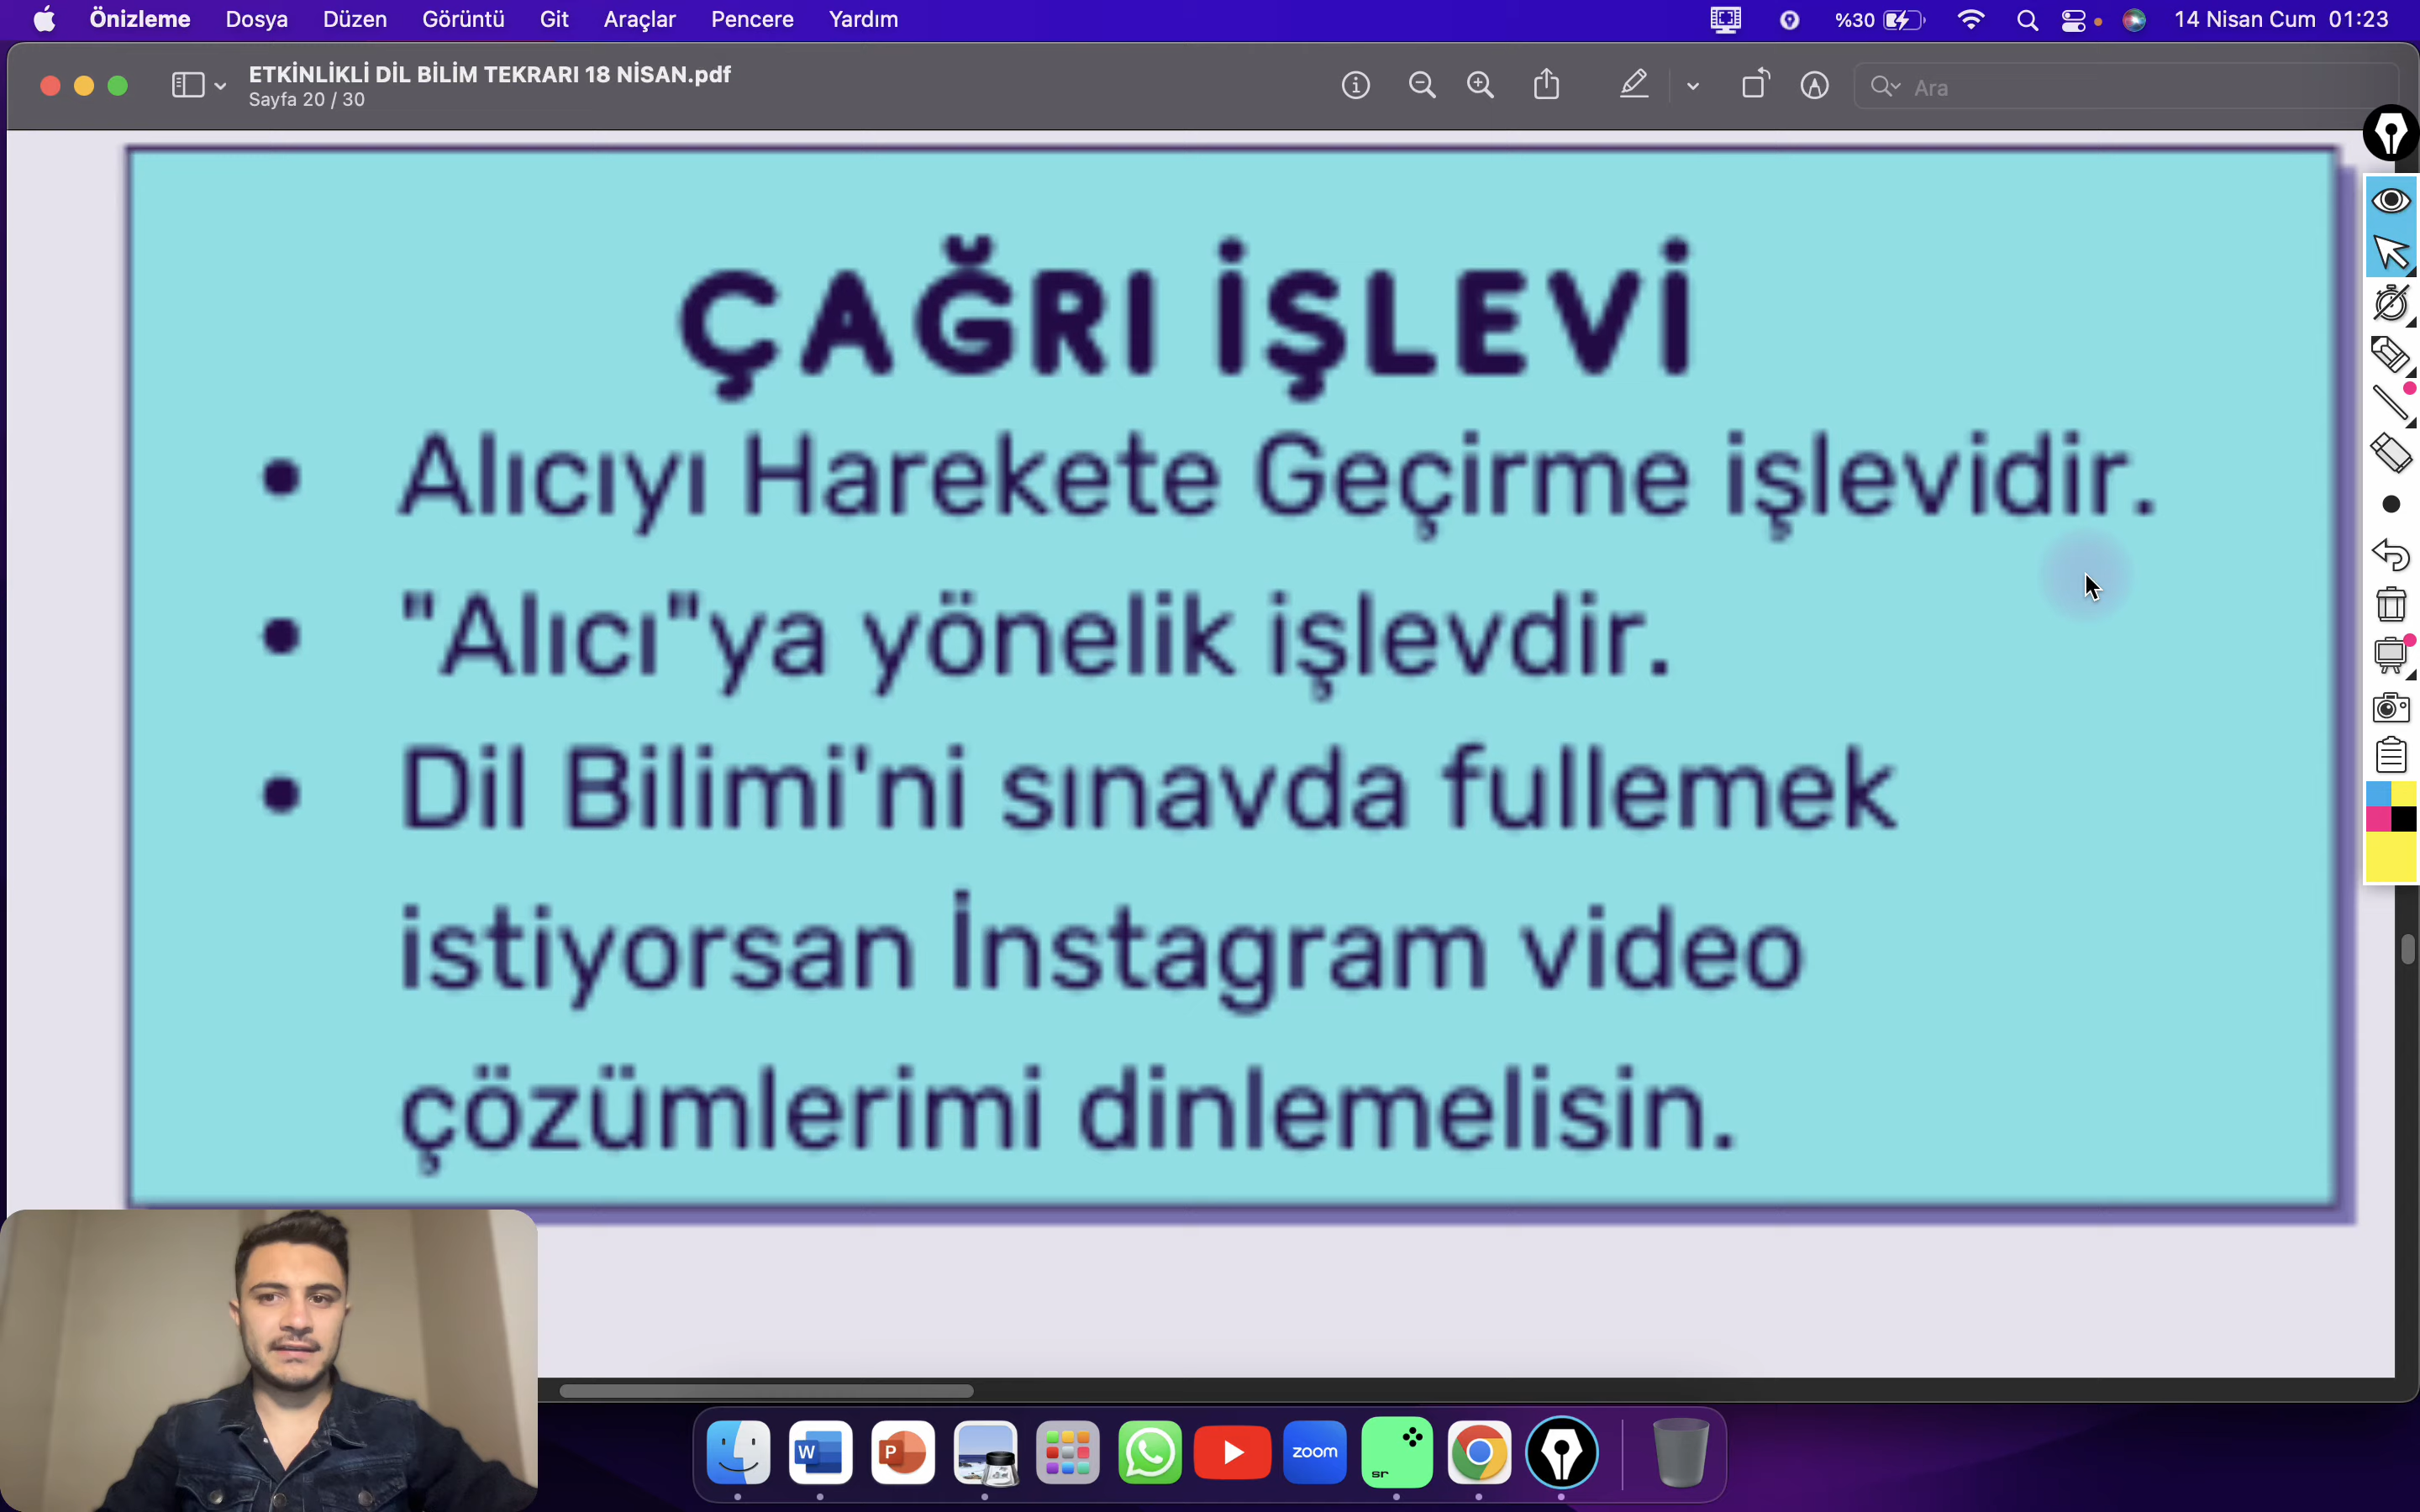 Önizleme Dosya Düzen Görüntü Git Araçlar Pencere Yardım %30 14 Nisan Cum 01:23
ETKİNLİKLİ DİL BİLİM TEKRARI 18 NİSAN.pdf
Sayfa 20 / 30
Ara
ÇAĞRI İŞLEVİ
• Alıcıyı Harekete Geçirme işlevidir.
• "Alıcı"ya yönelik işlevdir.
• Dil Bilimi'ni sınavda fullemek
istiyorsan İnstagram video
çözümlerimi dinlemelisin.
W P zoom sr